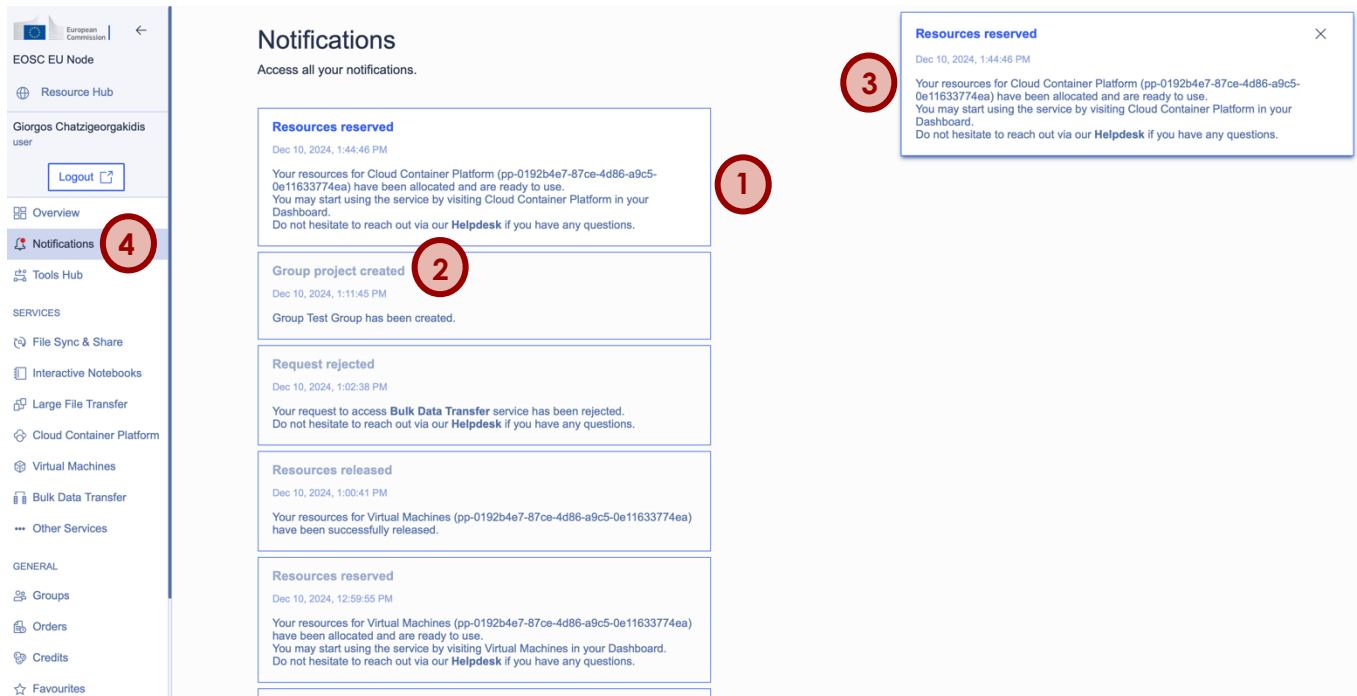 European
Commission
EOSC EU Node
Resource Hub
Giorgos Chatzigeorgakidis
user
Logout
Overview
Notifications
4
Tools Hub
SERVICES
File Sync & Share
Interactive Notebooks
Large File Transfer
Cloud Container Platform
Virtual Machines
Bulk Data Transfer
Other Services
GENERAL
Groups
Orders
Credits
Favourites
Notifications
Access all your notifications.
Resources reserved
Dec 10, 2024, 1:44:46 PM
Your resources for Cloud Container Platform (pp-0192b4e7-87ce-4d86-a9c5-
0e11633774ea) have been allocated and are ready to use.
You may start using the service by visiting Cloud Container Platform in your
Dashboard.
Do not hesitate to reach out via our Helpdesk if you have any questions.
1
Group project created
2
Dec 10, 2024, 1:11:45 PM
Group Test Group has been created.
Request rejected
Dec 10, 2024, 1:02:38 PM
Your request to access Bulk Data Transfer service has been rejected.
Do not hesitate to reach out via our Helpdesk if you have any questions.
Resources released
Dec 10, 2024, 1:00:41 PM
Your resources for Virtual Machines (pp-0192b4e7-87ce-4d86-a9c5-0e11633774ea)
have been successfully released.
Resources reserved
Dec 10, 2024, 12:59:55 PM
Your resources for Virtual Machines (pp-0192b4e7-87ce-4d86-a9c5-0e11633774ea)
have been allocated and are ready to use.
You may start using the service by visiting Virtual Machines in your Dashboard.
Do not hesitate to reach out via our Helpdesk if you have any questions.
3
Resources reserved
Dec 10, 2024, 1:44:46 PM
Your resources for Cloud Container Platform (pp-0192b4e7-87ce-4d86-a9c5-
0e11633774ea) have been allocated and are ready to use.
You may start using the service by visiting Cloud Container Platform in your
Dashboard.
Do not hesitate to reach out via our Helpdesk if you have any questions.